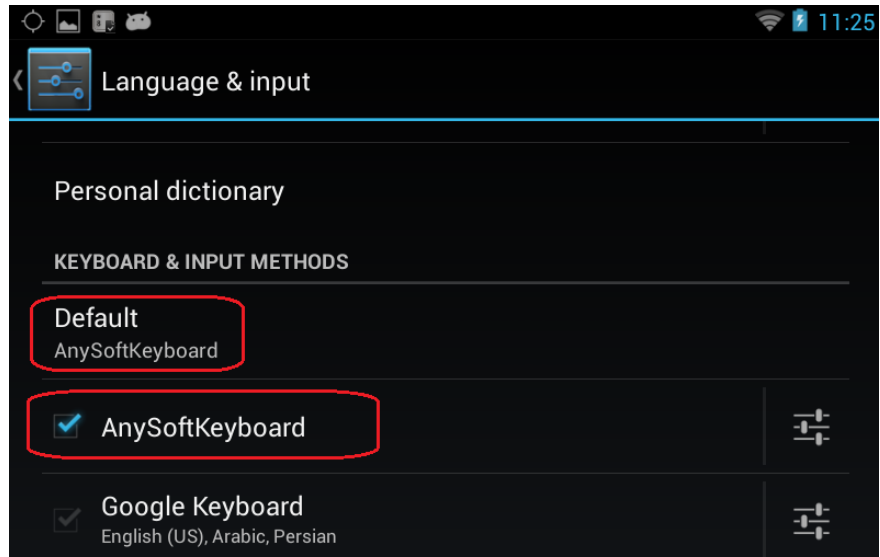 11:25
Language & input
Personal dictionary
KEYBOARD & INPUT METHODS
Default
AnySoftKeyboard
AnySoftKeyboard
Google Keyboard
English (US), Arabic, Persian